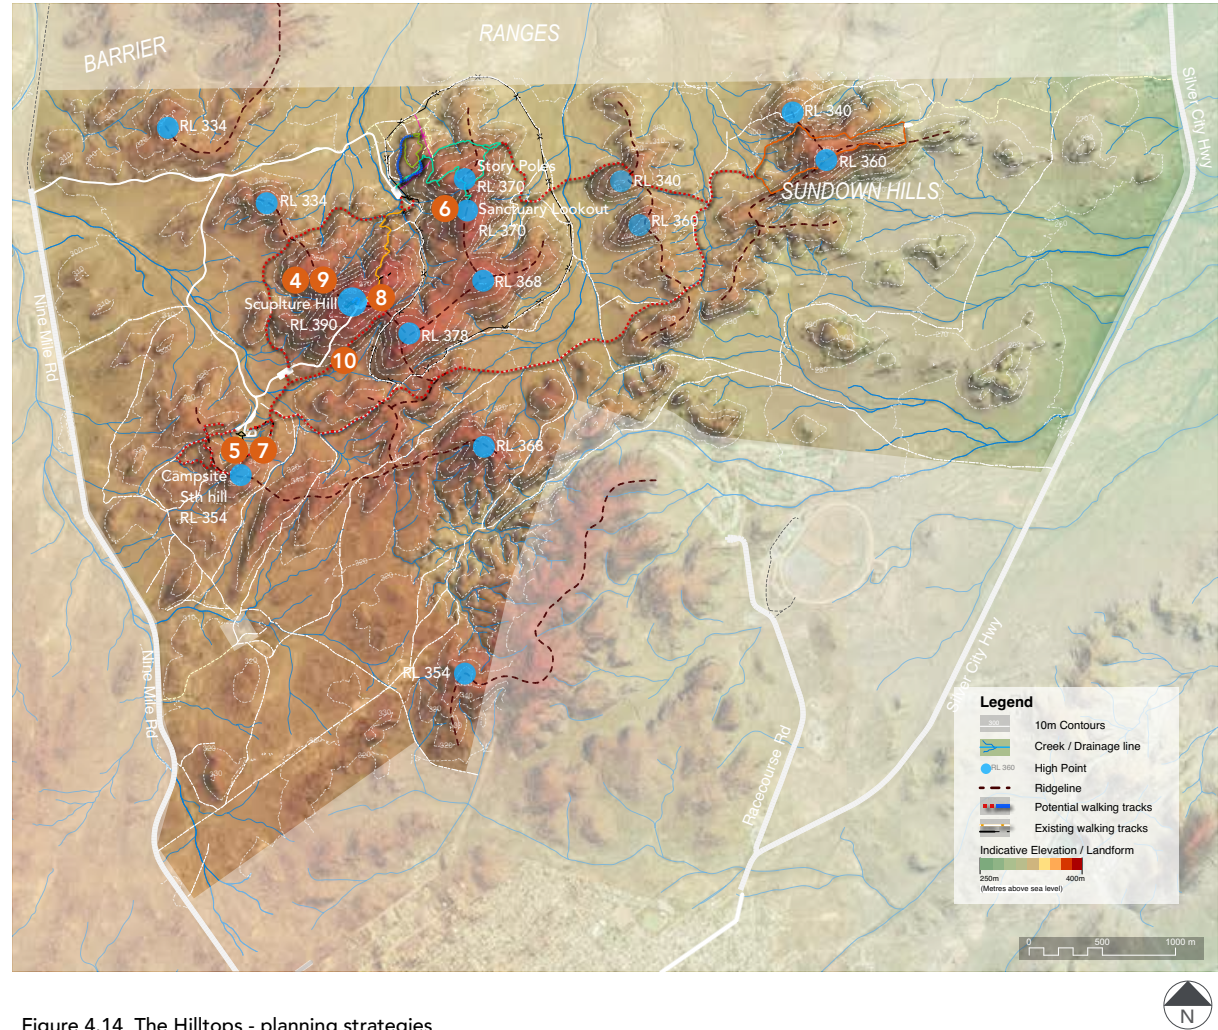 BARRIER
RANGES
Silver City Hwy
RL 334
RL 340
RL 360
SUNDOWN HILLS
Story Poles
RL 370
RL 340
6
Sanctuary Lookout
RL 370
RL 334
RL 360
4
9
8
RL 368
Scuplture Hill
RL 390
RL 378
Nine Mile Rd
10
5
7
RL 368
Campsite
Sth hill
RL 354
Nine Mile Rd
RL 354
Silver City Hwy
Racecourse Rd
Legend
300
10m Contours
Creek / Drainage line
RL 360
High Point
Ridgeline
Potential walking tracks
Existing walking tracks
Indicative Elevation / Landform
250m
400m
(Metres above sea level)
0
500
1000 m
N
Figure 4.14 The Hilltops - planning strategies